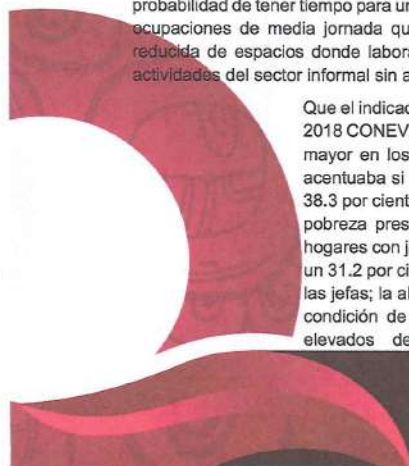 probabilidad de tener tiempo para un
ocupaciones de media jornada qu
reducida de espacios donde labora
actividades del sector informal sin a
Que el indicad
2018 CONEV
mayor en los
acentuaba si
38.3 por cient
pobreza pres
hogares con j
un 31.2 por ci
las jefas; la al
condición de
elevados de